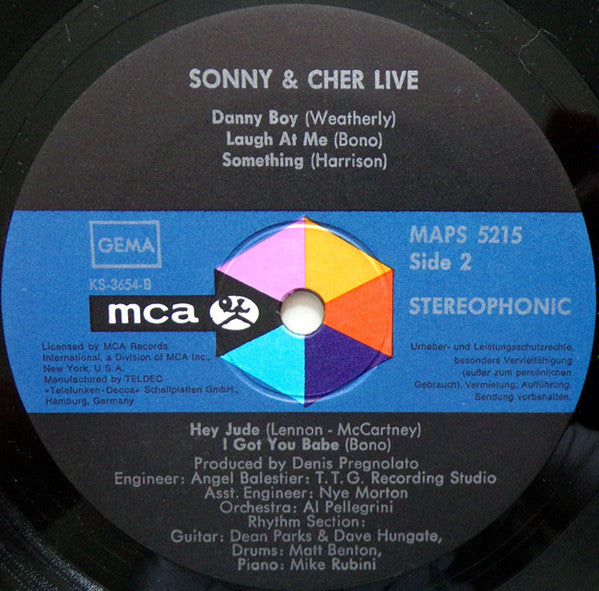 SONNY & CHER LIVE
Danny Boy (Weatherly)
Laugh At Me (Bono)
Something (Harrison)
GEMA
KS-3654-B
mca
MAPS 5215
Side 2
STEREOPHONIC
Licensed by MCA Records
International, a Division of MCA Inc.,
New York, U.S.A.
Manufactured by TELDEC
»Telefunken-Decca« Schallplatten GmbH.,
Hamburg, Germany
Urheber- und Leistungsschutzrechte,
besonders Vervielfältigung
(außer zum persönlichen
Gebrauch), Vermietung, Aufführung,
Sendung vorbehalten.
Hey Jude (Lennon - McCartney)
I Got You Babe (Bono)
Produced by Denis Pregnolato
Engineer: Angel Balestier: T.T.G. Recording Studio
Asst. Engineer: Nye Morton
Orchestra: Al Pellegrini
Rhythm Section:
Guitar: Dean Parks & Dave Hungate,
Drums: Matt Benton,
Piano: Mike Rubini